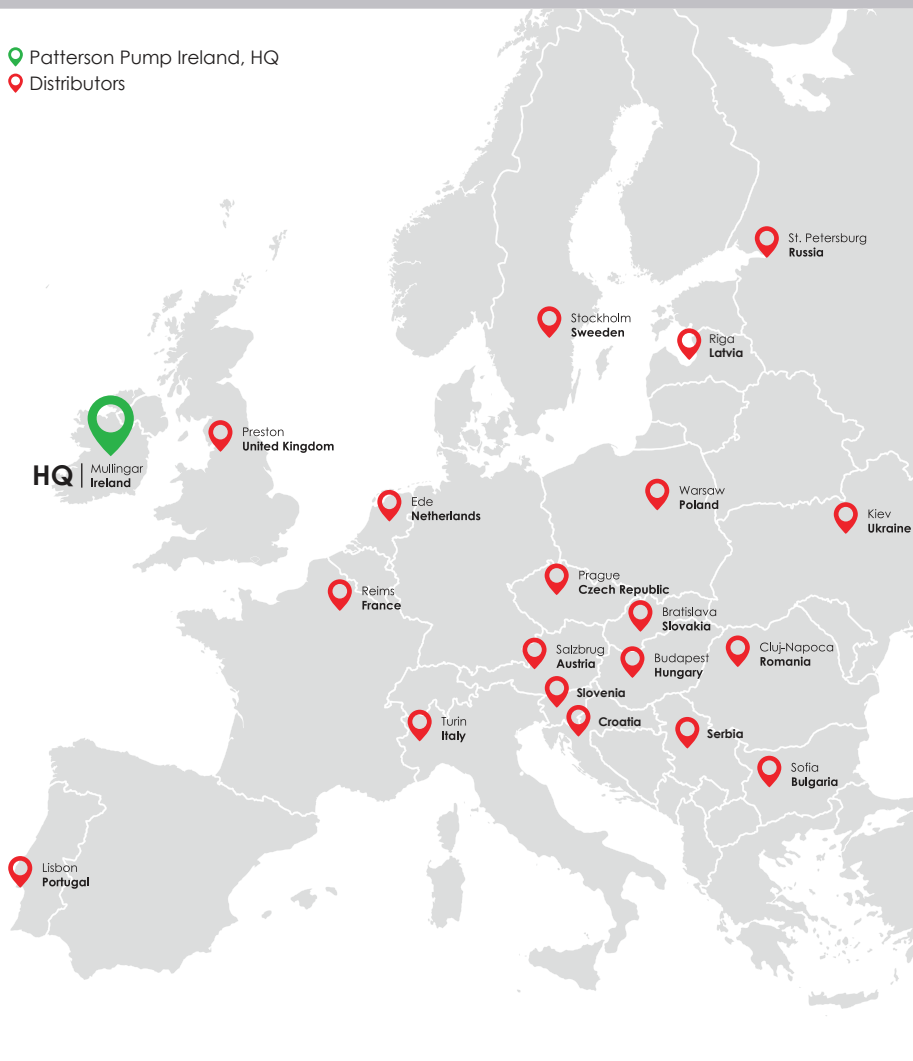 Patterson Pump Ireland, HQ
Distributors
St. Petersburg
Russia
Stockholm
Sweeden
Riga
Latvia
Preston
United Kingdom
HQ
Mullingar
Ireland
Ede
Netherlands
Warsaw
Poland
Kiev
Ukraine
Reims
France
Prague
Czech Republic
Bratislava
Slovakia
Salzbrug
Austria
Budapest
Hungary
Cluj-Napoca
Romania
Slovenia
Croatia
Turin
Italy
Serbia
Sofia
Bulgaria
Lisbon
Portugal